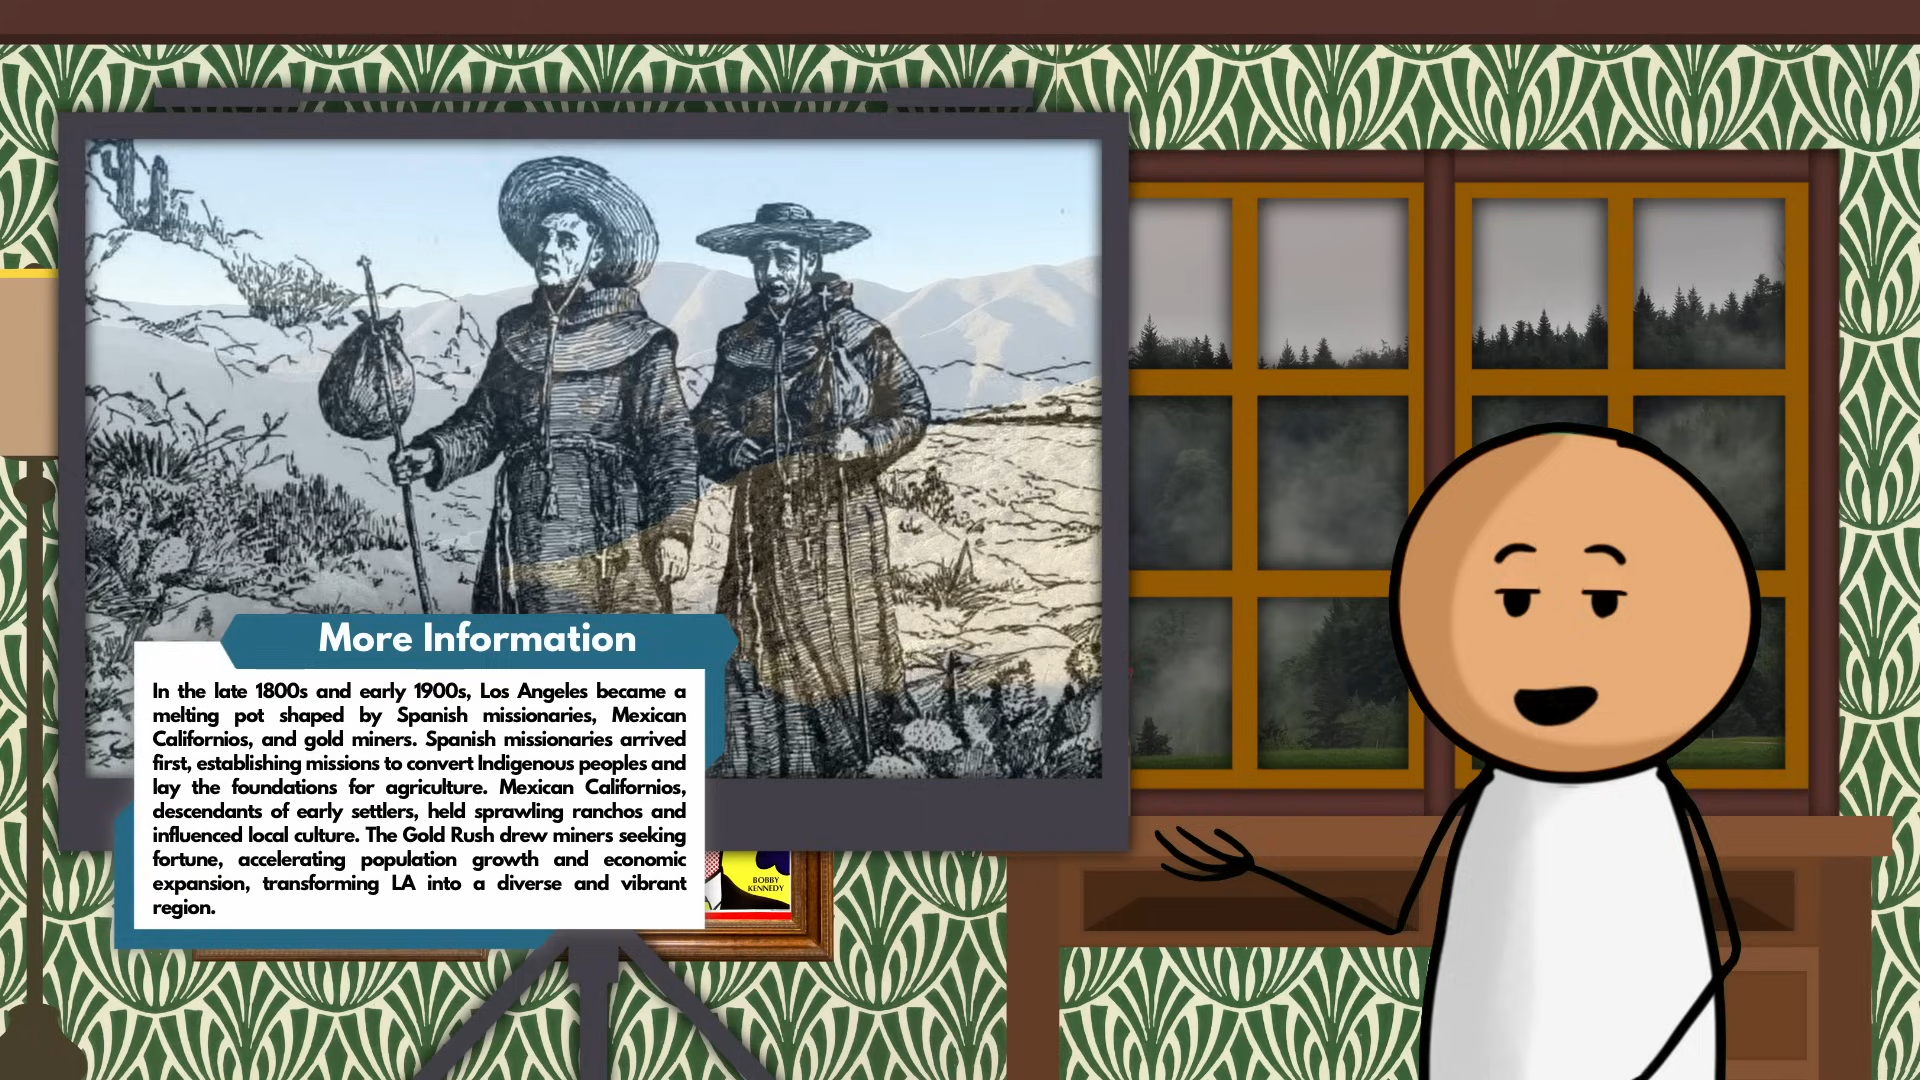 More Information
In the late 1800s and early 1900s, Los Angeles became a
melting pot shaped by Spanish missionaries, Mexican
Californios, and gold miners. Spanish missionaries arrived
first, establishing missions to convert Indigenous peoples and
lay the foundations for agriculture. Mexican Californios,
descendants of early settlers, held sprawling ranchos and
influenced local culture. The Gold Rush drew miners seeking
fortune, accelerating population growth and economic
expansion, transforming LA into a diverse and vibrant
region.
BOBBY
KENNEDY